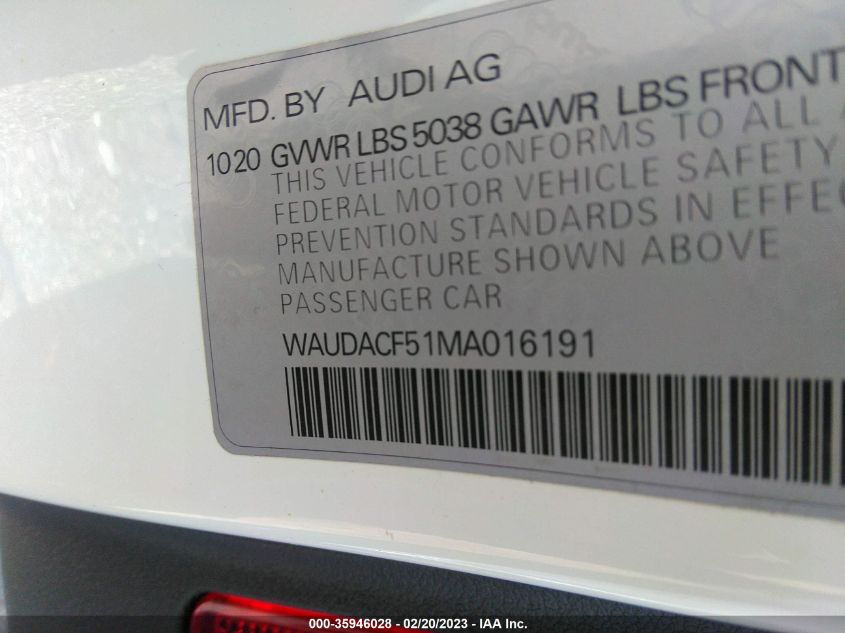 MFD. BY AUDI AG
1020 GVWR LBS 5038 GAWR LBS FRONT
THIS VEHICLE CONFORMS TO ALL
FEDERAL MOTOR VEHICLE SAFETY
PREVENTION STANDARDS IN EFFEC
MANUFACTURE SHOWN ABOVE
PASSENGER CAR
WAUDACF51MA016191
000-35946028 - 02/20/2023 - IAA Inc.